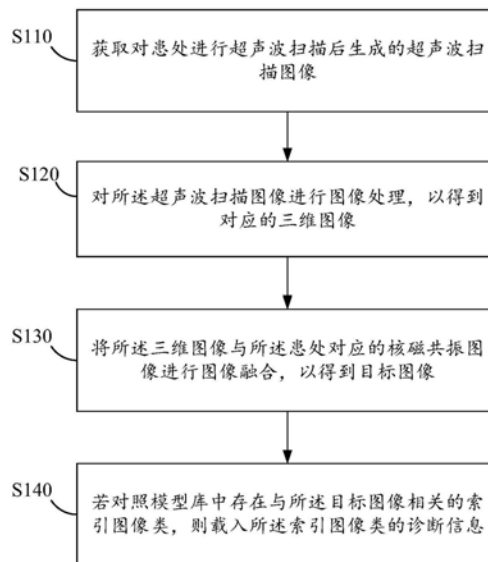 S110
获取对患处进行超声波扫描后生成的超声波扫
描图像
S120
对所述超声波扫描图像进行图像处理，以得到
对应的三维图像
S130
将所述三维图像与所述患处对应的核磁共振图
像进行图像融合，以得到目标图像
S140
若对照模型库中存在与所述目标图像相关的索
引图像类，则载入所述索引图像类的诊断信息